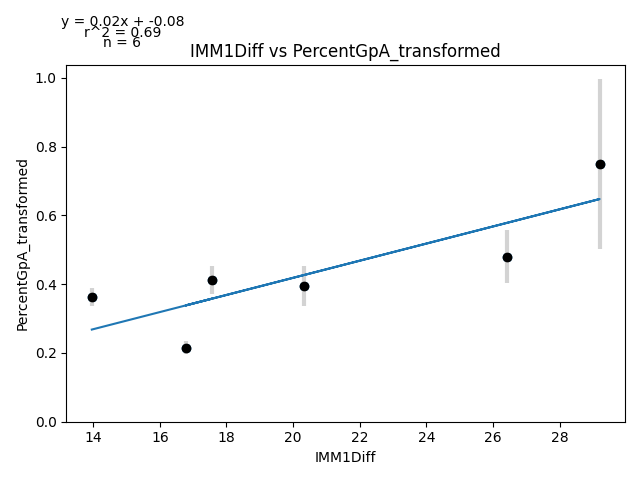 y = 0.02x + -0.08
r^2 = 0.69
n = 6
IMM1Diff vs PercentGpA_transformed
PercentGpA_transformed
1.0
0.8
0.6
0.4
0.2
0.0
14 16 18 20 22 24 26 28
IMM1Diff